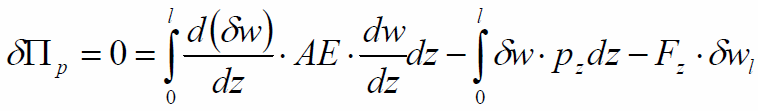 δΠ_p = 0 = ∫_0^l d(δw)/dz · AE · dw/dz dz − ∫_0^l δw · p_z dz − F_z · δw_l